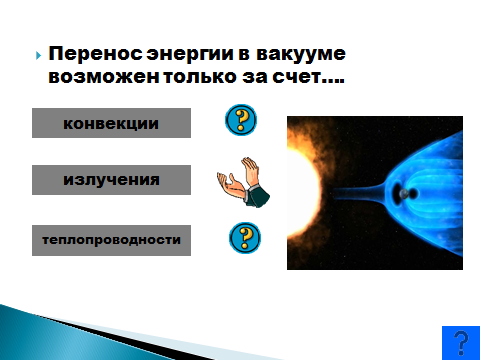 Перенос энергии в вакууме
возможен только за счет….
конвекции
?
излучения
теплопроводности
?
?